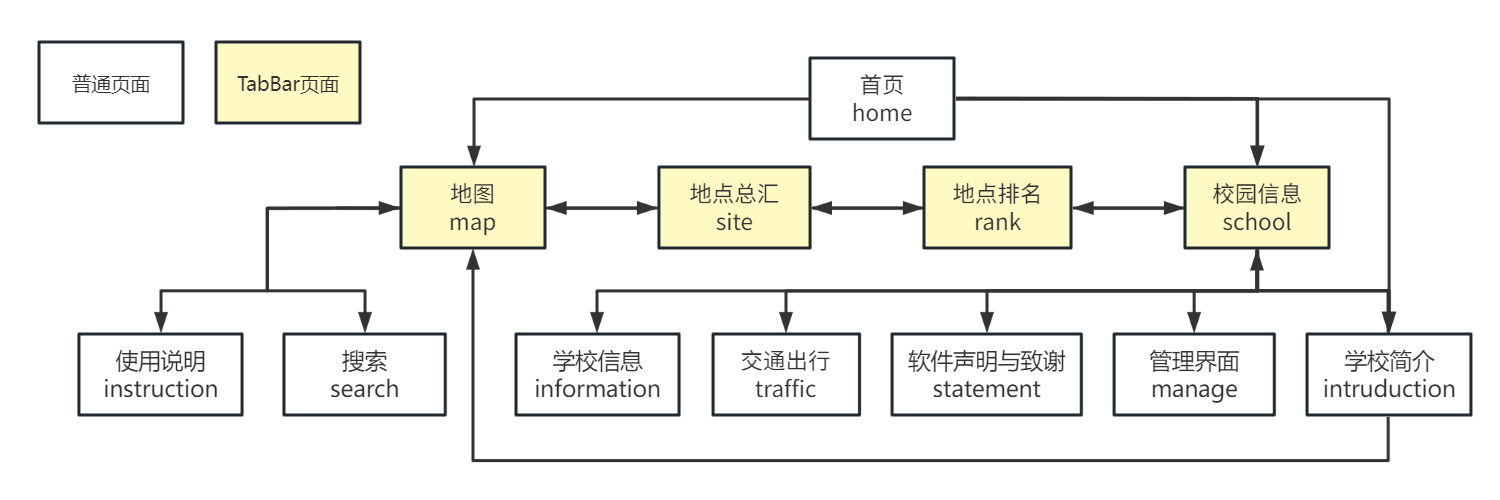 普通页面
TabBar页面
首页
home
地图
map
地点总汇
site
地点排名
rank
校园信息
school
使用说明
instruction
搜索
search
学校信息
information
交通出行
traffic
软件声明与致谢
statement
管理界面
manage
学校简介
intruduction